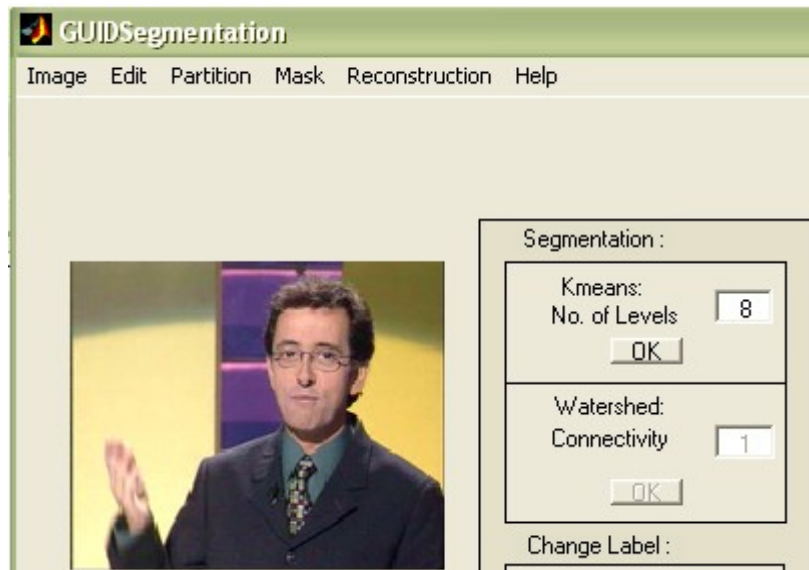 GUIDSegmentation
Image Edit Partition Mask Reconstruction Help
Segmentation :
Kmeans:
No. of Levels 8
OK
Watershed:
Connectivity 1
OK
Change Label :